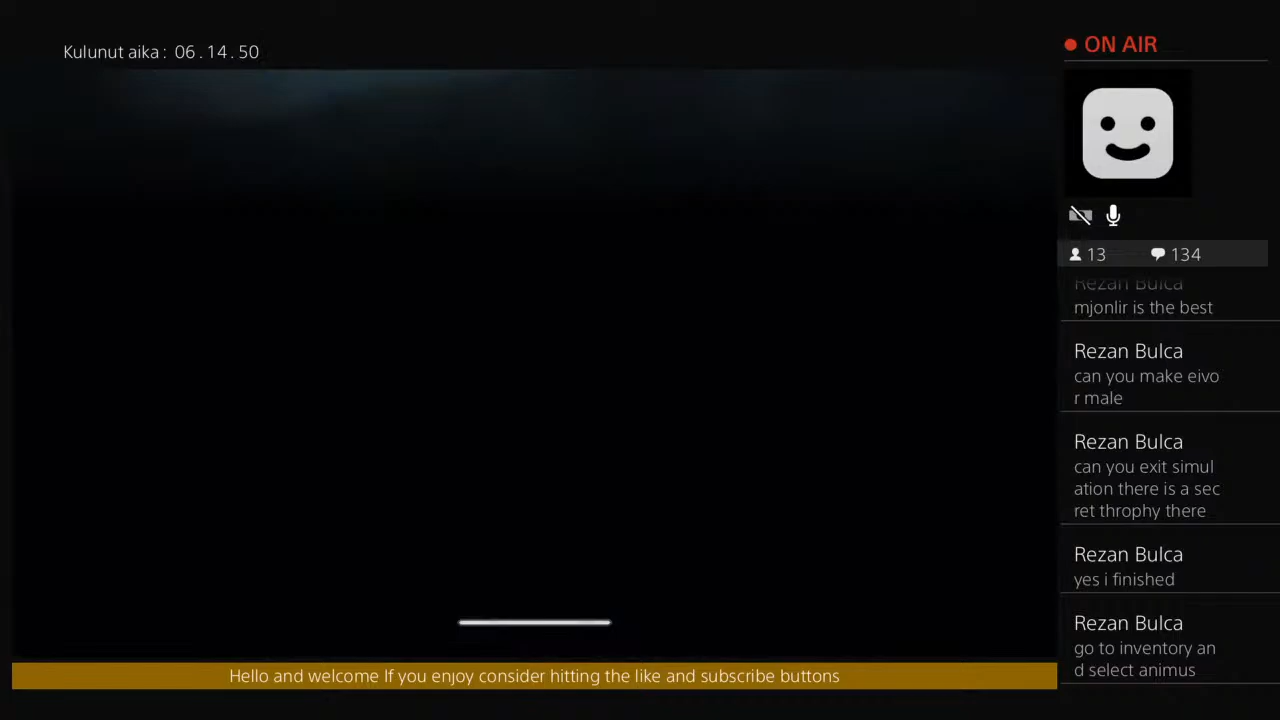 Kulunut aika: 06.14.50
ON AIR
13 134
Rezan Bulca
mjonlir is the best
Rezan Bulca
can you make eivo
r male
Rezan Bulca
can you exit simul
ation there is a sec
ret throphy there
Rezan Bulca
yes i finished
Rezan Bulca
go to inventory an
d select animus
Hello and welcome If you enjoy consider hitting the like and subscribe buttons